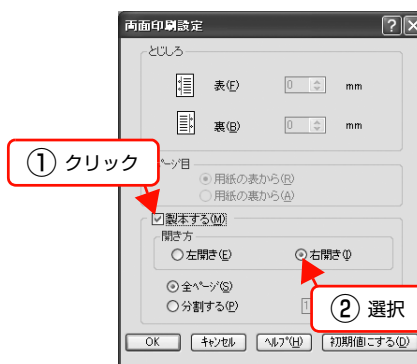 両面印刷設定
とじしろ
表(F) 0 mm
裏(B) 0 mm
① クリック
ページ目
用紙の表から(R)
用紙の裏から(A)
製本する(M)
開き方
左開き(E) 右開き(I)
全ページ(S)
分割する(P) 1
② 選択
OK キャンセル ヘルプ(H) 初期値にする(D)